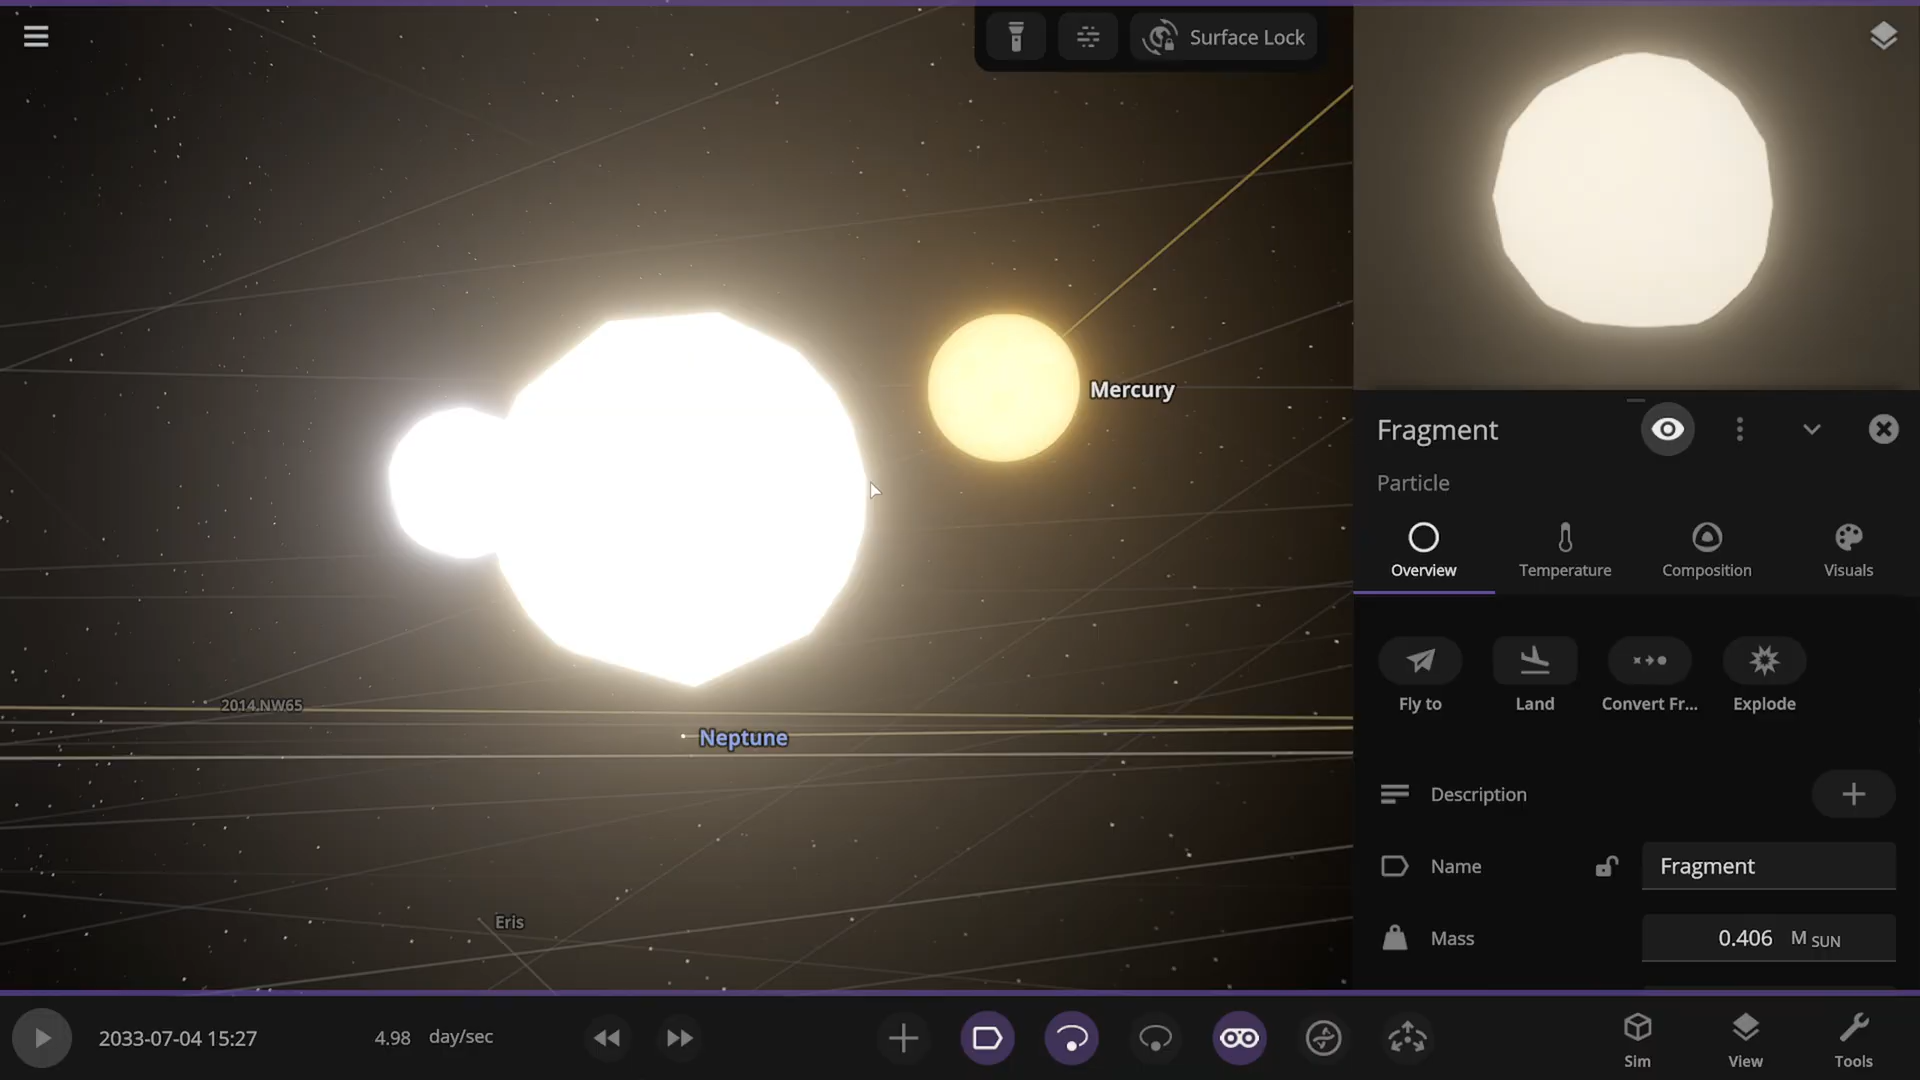 Surface Lock
Mercury
2014 NW65
Neptune
Eris
Fragment
Particle
Overview
Temperature
Composition
Visuals
Fly to
Land
Convert Fr...
Explode
Description
Name
Fragment
Mass
0.406 M SUN
2033-07-04 15:27
4.98 day/sec
Sim
View
Tools